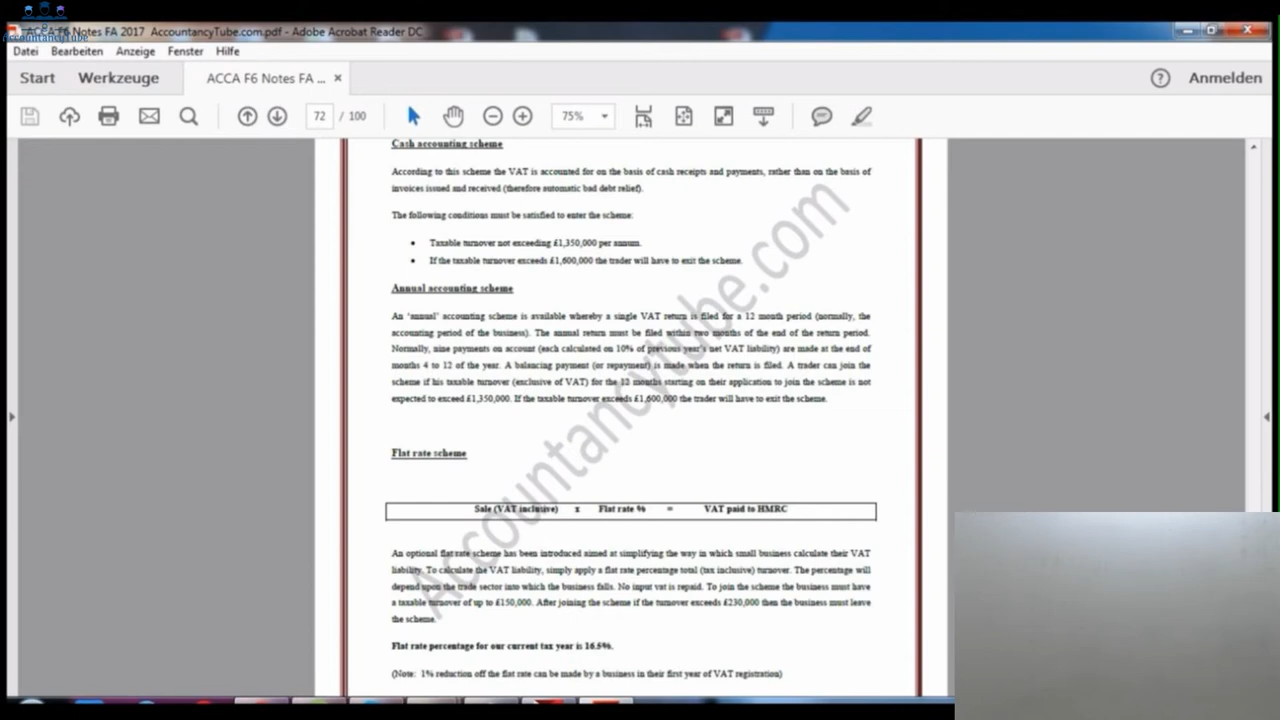 ACCA F6 Notes FA 2017 AccountancyTube.com.pdf - Adobe Acrobat Reader DC
AccountancyTube
Datei Bearbeiten Anzeige Fenster Hilfe
Start Werkzeuge ACCA F6 Notes FA ... × ? Anmelden
72 / 100 75%
Cash accounting scheme
According to this scheme the VAT is accounted for on the basis of cash receipts and payments, rather than on the basis of
invoices issued and received (therefore automatic bad debt relief).
The following conditions must be satisfied to enter the scheme:
• Taxable turnover not exceeding £1,350,000 per annum.
• If the taxable turnover exceeds £1,600,000 the trader will have to exit the scheme.
Annual accounting scheme
An 'annual' accounting scheme is available whereby a single VAT return is filed for a 12 month period (normally, the
accounting period of the business). The annual return must be filed within two months of the end of the return period.
Normally, nine payments on account (each calculated on 10% of previous year's net VAT liability) are made at the end of
months 4 to 12 of the year. A balancing payment (or repayment) is made when the return is filed. A trader can join the
scheme if his taxable turnover (exclusive of VAT) for the 12 months starting on their application to join the scheme is not
expected to exceed £1,350,000. If the taxable turnover exceeds £1,600,000 the trader will have to exit the scheme.
Flat rate scheme
Sale (VAT inclusive) x Flat rate % = VAT paid to HMRC
An optional flat rate scheme has been introduced aimed at simplifying the way in which small business calculate their VAT
liability. To calculate the VAT liability, simply apply a flat rate percentage total (tax inclusive) turnover. The percentage will
depend upon the trade sector into which the business falls. No input vat is repaid. To join the scheme the business must have
a taxable turnover of up to £150,000. After joining the scheme if the turnover exceeds £230,000 then the business must leave
the scheme.
Flat rate percentage for our current tax year is 16.5%.
(Note: 1% reduction off the flat rate can be made by a business in their first year of VAT registration)
Accountancytube.com